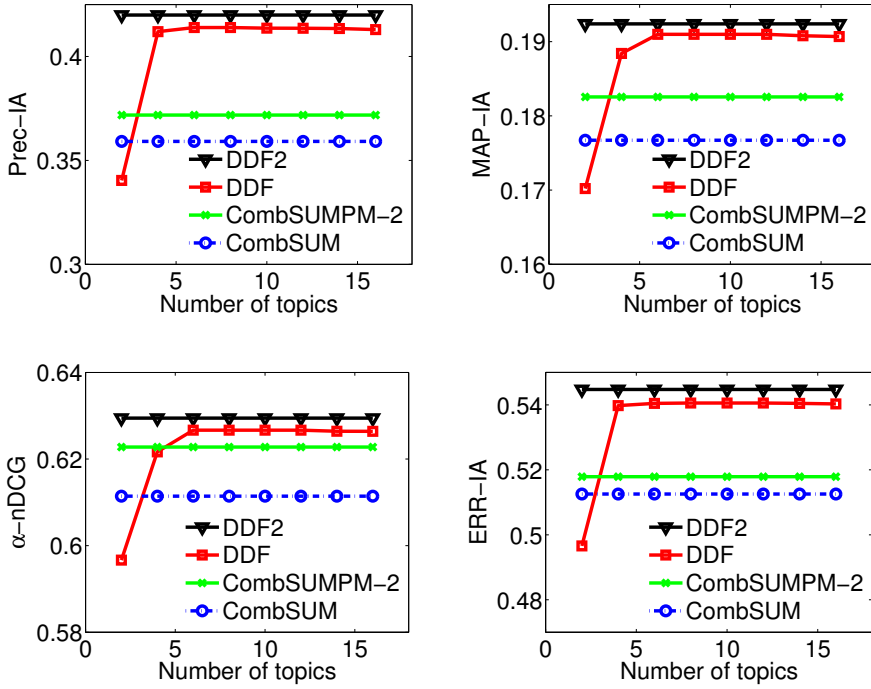 Prec−IA
0.4
0.35
0.3
0
5
10
15
Number of topics
DDF2
DDF
CombSUMPM−2
CombSUM
MAP−IA
0.19
0.18
0.17
0.16
0
5
10
15
Number of topics
DDF2
DDF
CombSUMPM−2
CombSUM
α−nDCG
0.64
0.62
0.6
0.58
0
5
10
15
Number of topics
DDF2
DDF
CombSUMPM−2
CombSUM
ERR−IA
0.54
0.52
0.5
0.48
0
5
10
15
Number of topics
DDF2
DDF
CombSUMPM−2
CombSUM